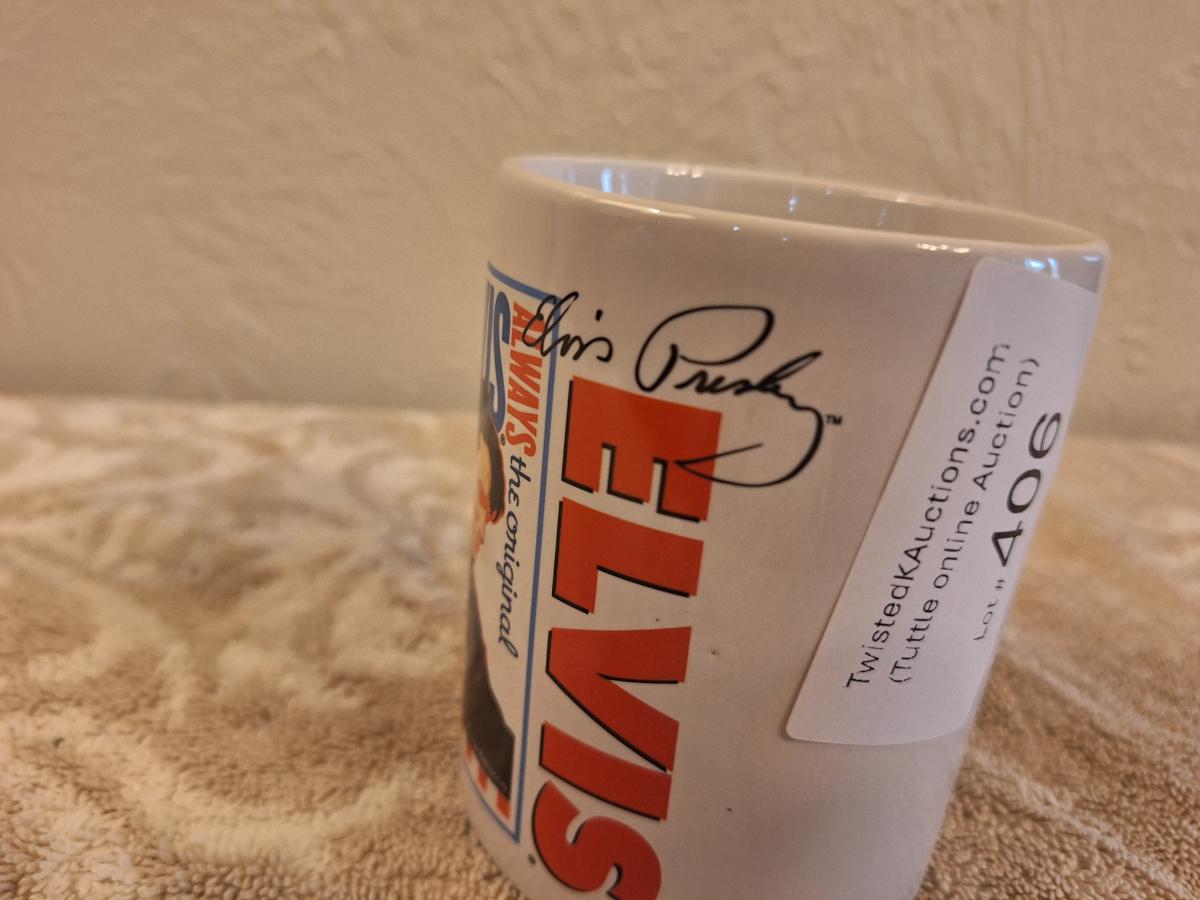 ALWAYS
the original
Elvis Presley™
ELVIS®
TwistedKAuctions.com
(Tuttle online Auction)
Lot # 406